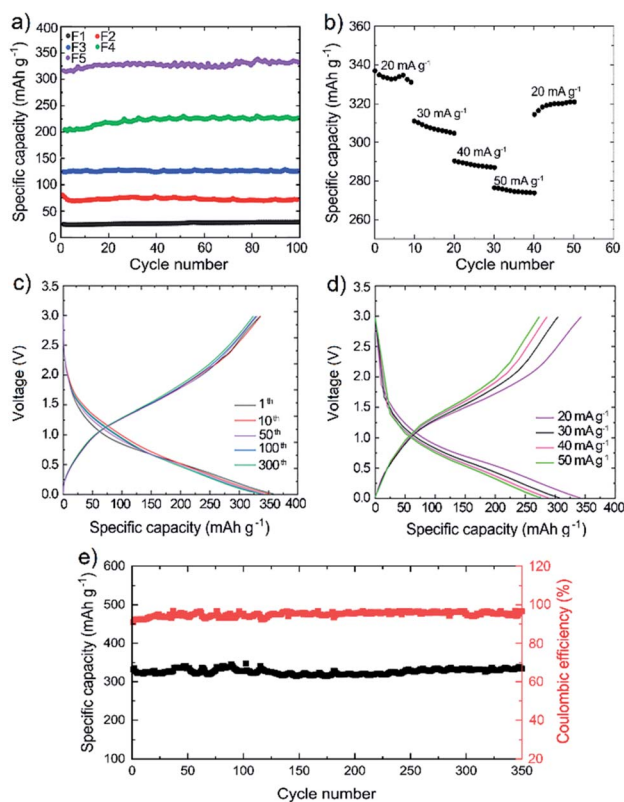 a)
Specific capacity (mAh g⁻¹)
400
350
300
250
200
150
100
50
0
F1 F2
F3 F4
F5
0 20 40 60 80 100
Cycle number
b)
Specific capacity (mAh g⁻¹)
360
340
320
300
280
260
20 mA g⁻¹
30 mA g⁻¹
40 mA g⁻¹
50 mA g⁻¹
20 mA g⁻¹
0 10 20 30 40 50 60
Cycle number
c)
Voltage (V)
3.5
3.0
2.5
2.0
1.5
1.0
0.5
0.0
1th
10th
50th
100th
300th
0 50 100 150 200 250 300 350 400
Specific capacity (mAh g⁻¹)
d)
Voltage (V)
3.5
3.0
2.5
2.0
1.5
1.0
0.5
0.0
20 mA g⁻¹
30 mA g⁻¹
40 mA g⁻¹
50 mA g⁻¹
0 50 100 150 200 250 300 350 400
Specific capacity (mAh g⁻¹)
e)
Specific capacity (mAh g⁻¹)
600
500
400
300
200
100
120
100
80
60
40
20
Coulombic efficiency (%)
0 50 100 150 200 250 300 350
Cycle number